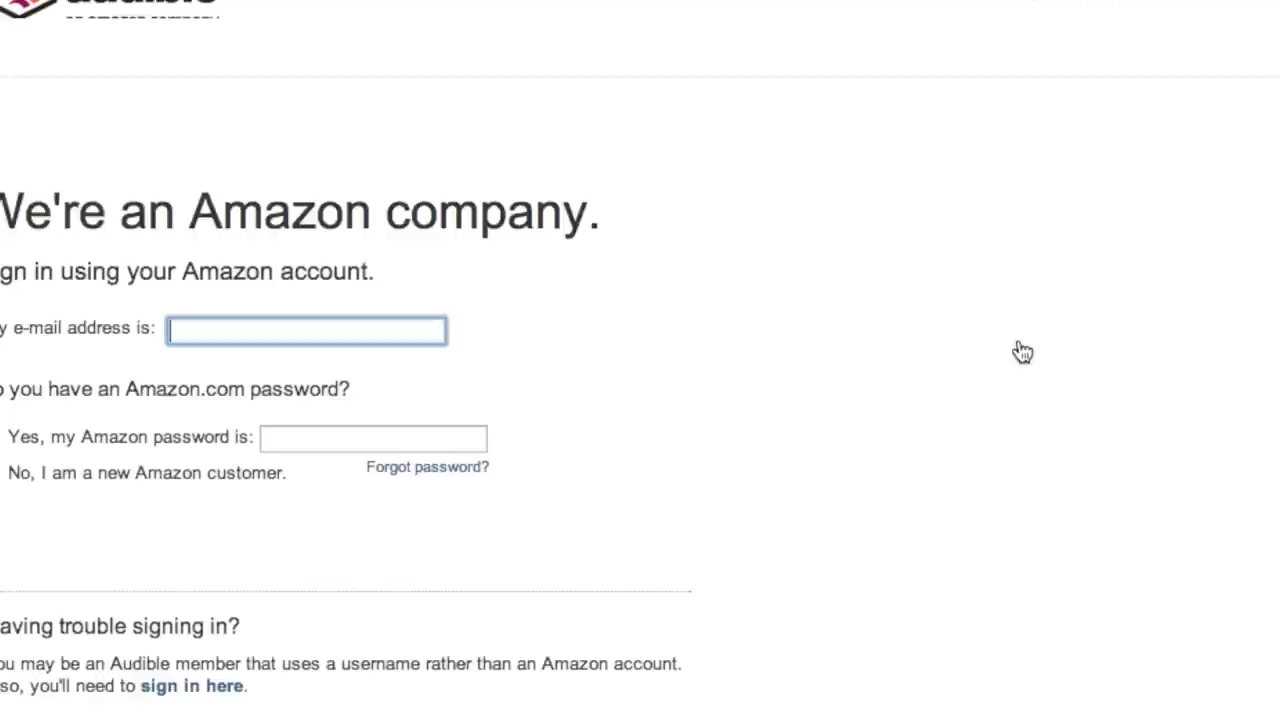 We're an Amazon company.
gn in using your Amazon account.
y e-mail address is:
o you have an Amazon.com password?
Yes, my Amazon password is:
Forgot password?
No, I am a new Amazon customer.
aving trouble signing in?
ou may be an Audible member that uses a username rather than an Amazon account.
so, you'll need to sign in here.